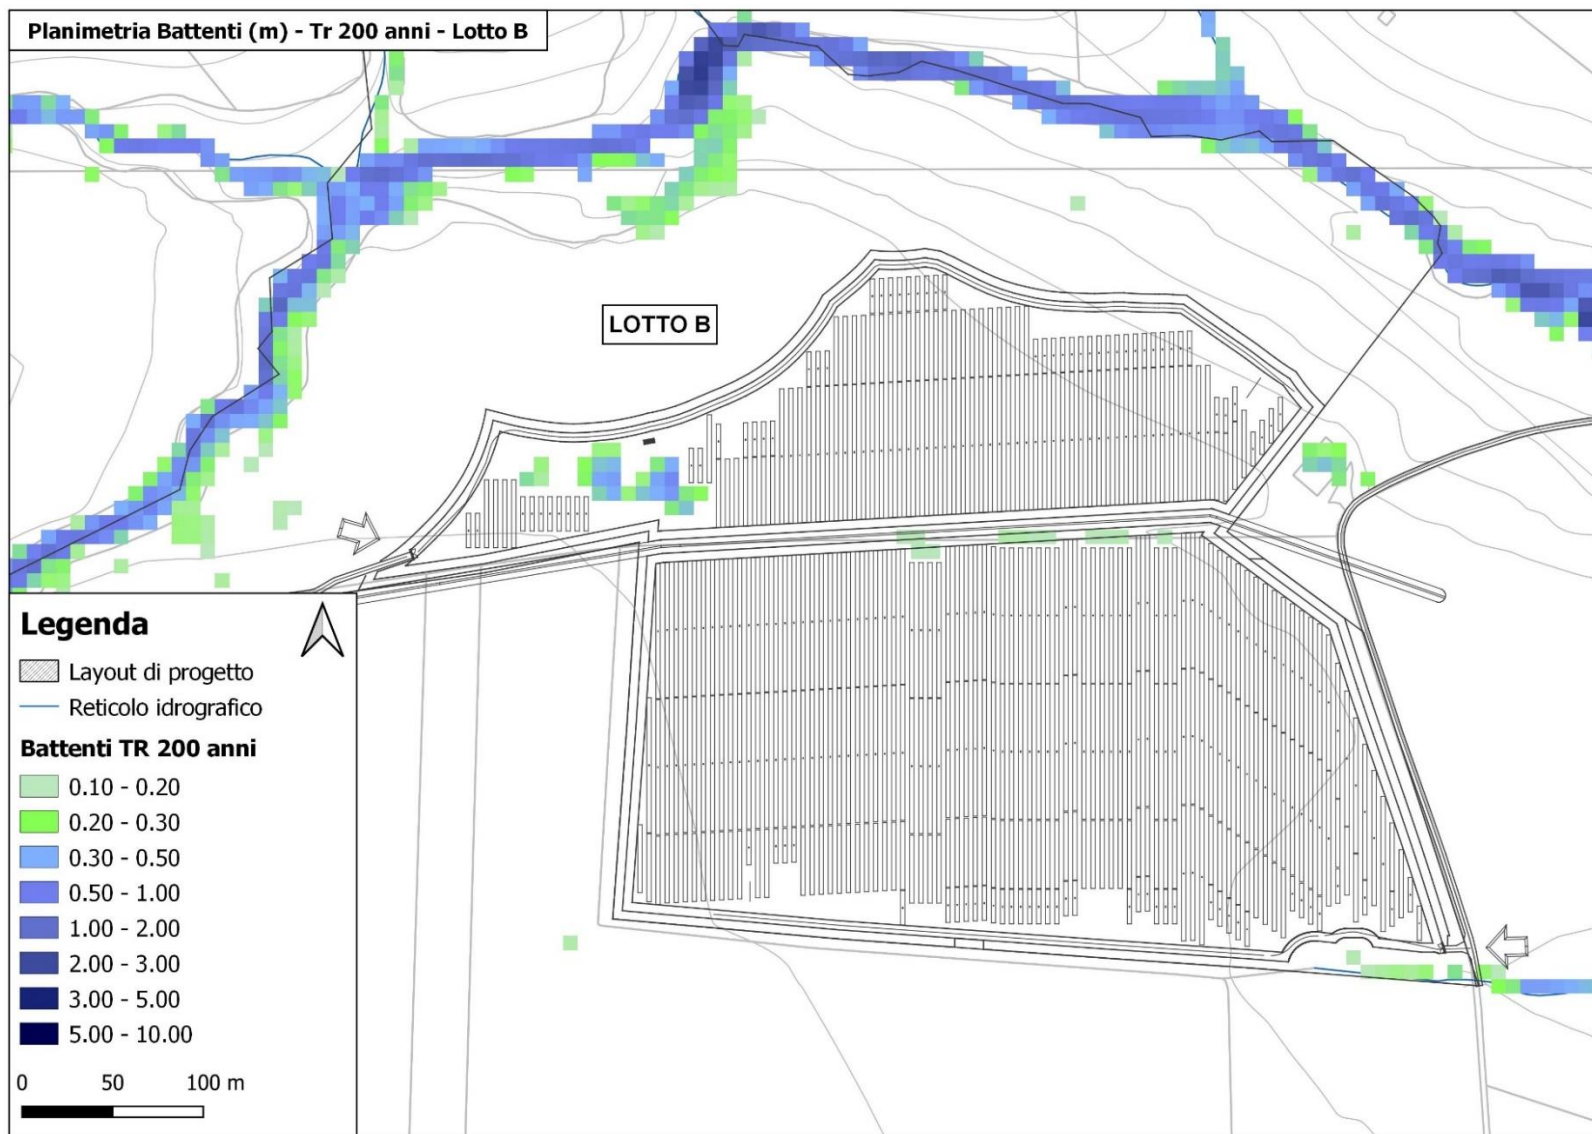 Planimetria Battenti (m) - Tr 200 anni - Lotto B
LOTTO B
Legenda
Layout di progetto
Reticolo idrografico
Battenti TR 200 anni
0.10 - 0.20
0.20 - 0.30
0.30 - 0.50
0.50 - 1.00
1.00 - 2.00
2.00 - 3.00
3.00 - 5.00
5.00 - 10.00
0 50 100 m